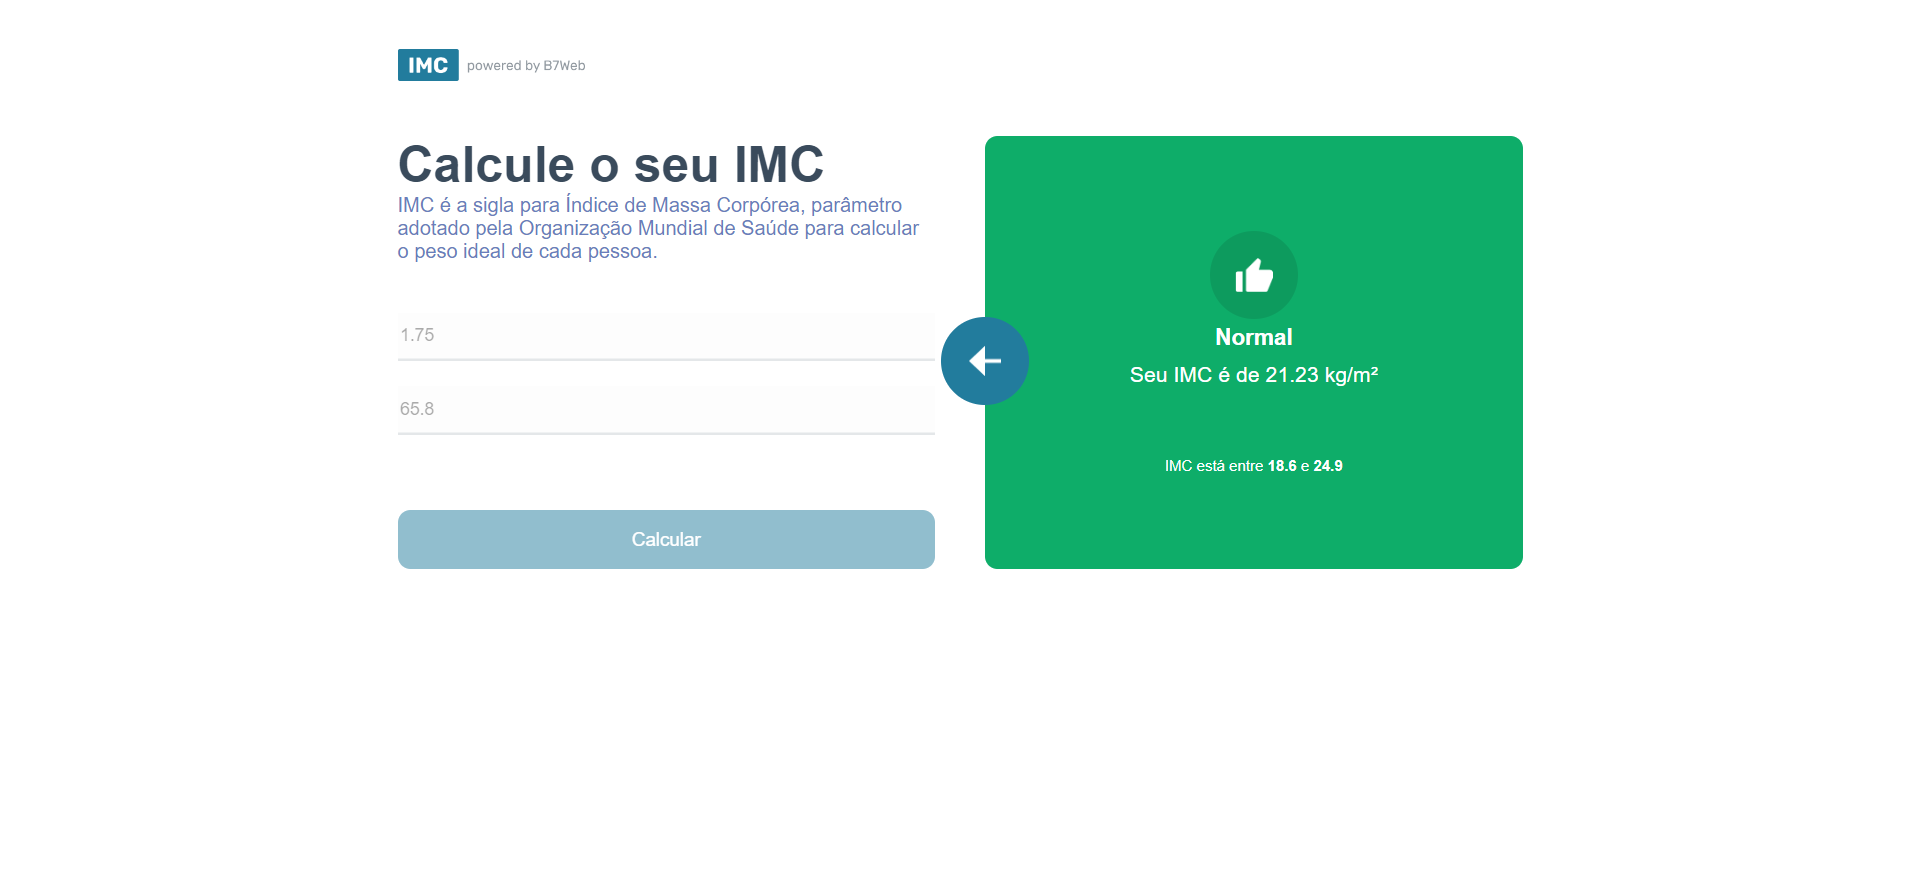 IMC powered by B7Web
Calcule o seu IMC
IMC é a sigla para Índice de Massa Corpórea, parâmetro
adotado pela Organização Mundial de Saúde para calcular
o peso ideal de cada pessoa.
1.75
65.8
Calcular
Normal
Seu IMC é de 21.23 kg/m²
IMC está entre 18.6 e 24.9